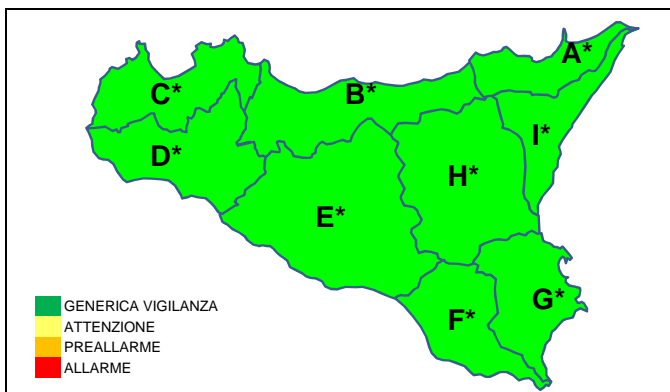 A*
B*
C*
I*
D*
H*
E*
G*
F*
GENERICA VIGILANZA
ATTENZIONE
PREALLARME
ALLARME